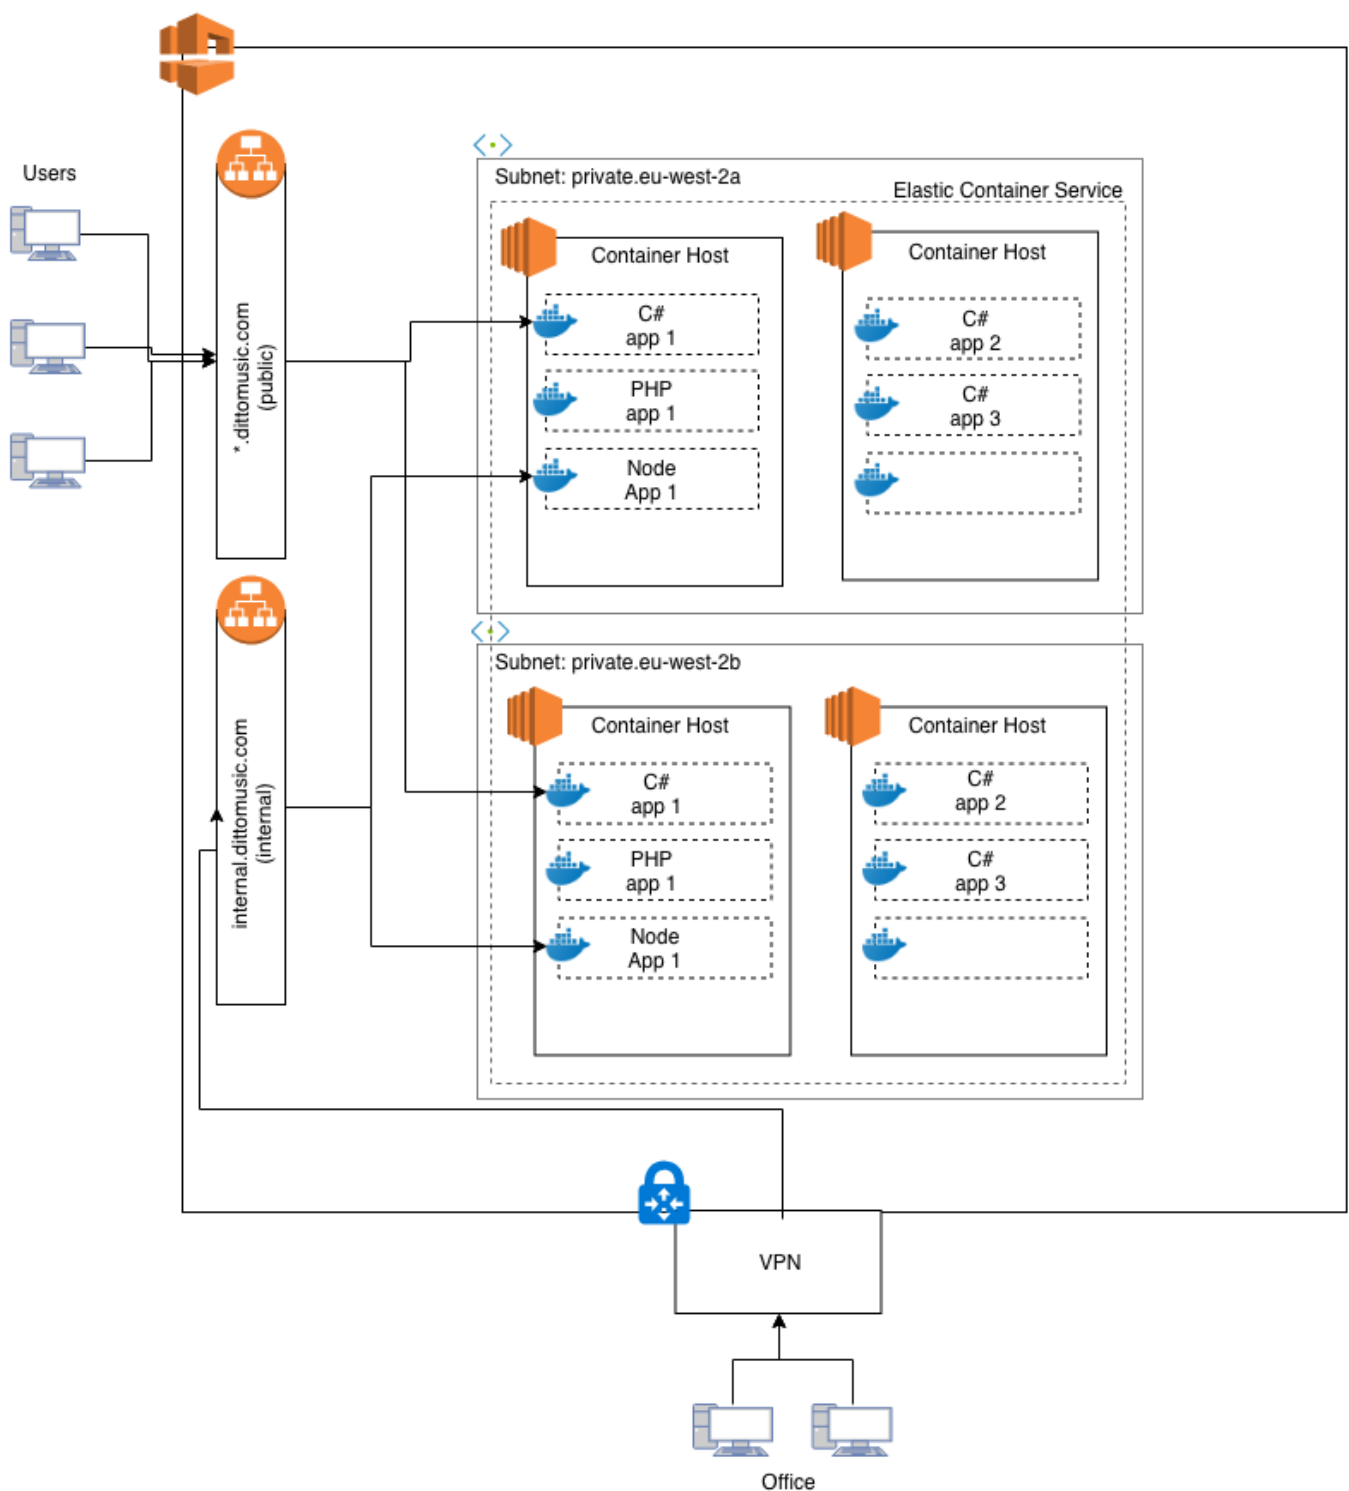 Users
*.dittomusic.com
(public)
internal.dittomusic.com
(internal)
Subnet: private.eu-west-2a
Elastic Container Service
Container Host
C#
app 1
PHP
app 1
Node
App 1
Container Host
C#
app 2
C#
app 3
Subnet: private.eu-west-2b
Container Host
C#
app 1
PHP
app 1
Node
App 1
Container Host
C#
app 2
C#
app 3
VPN
Office